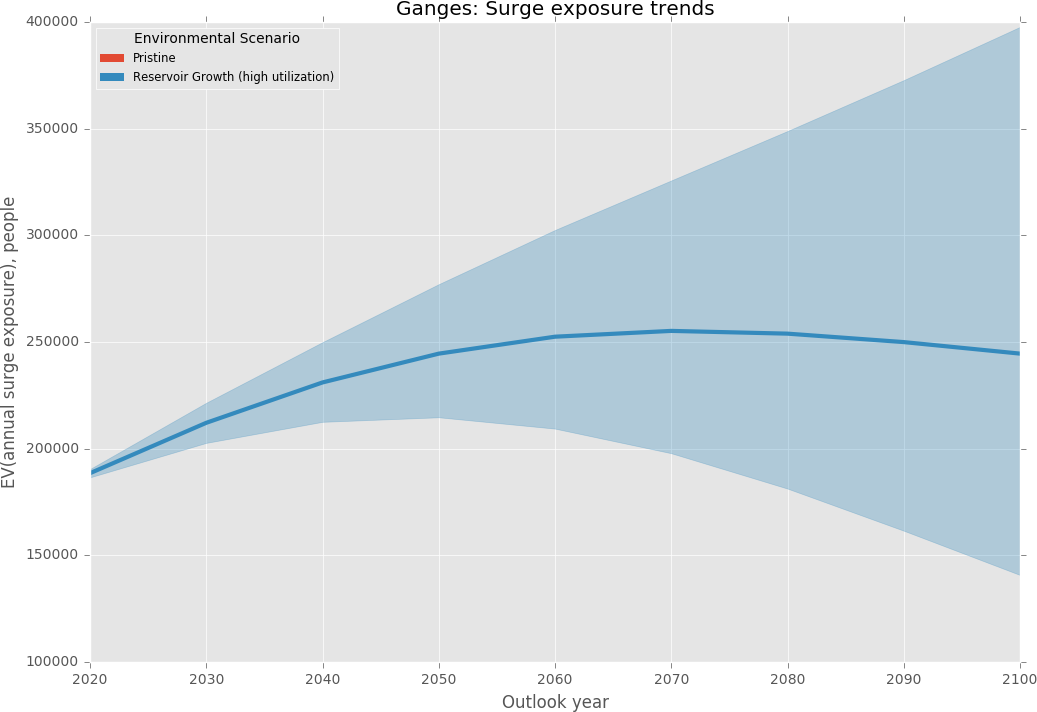 Ganges: Surge exposure trends
400000
350000
300000
250000
200000
150000
100000
EV(annual surge exposure), people
Environmental Scenario
Pristine
Reservoir Growth (high utilization)
2020 2030 2040 2050 2060 2070 2080 2090 2100
Outlook year